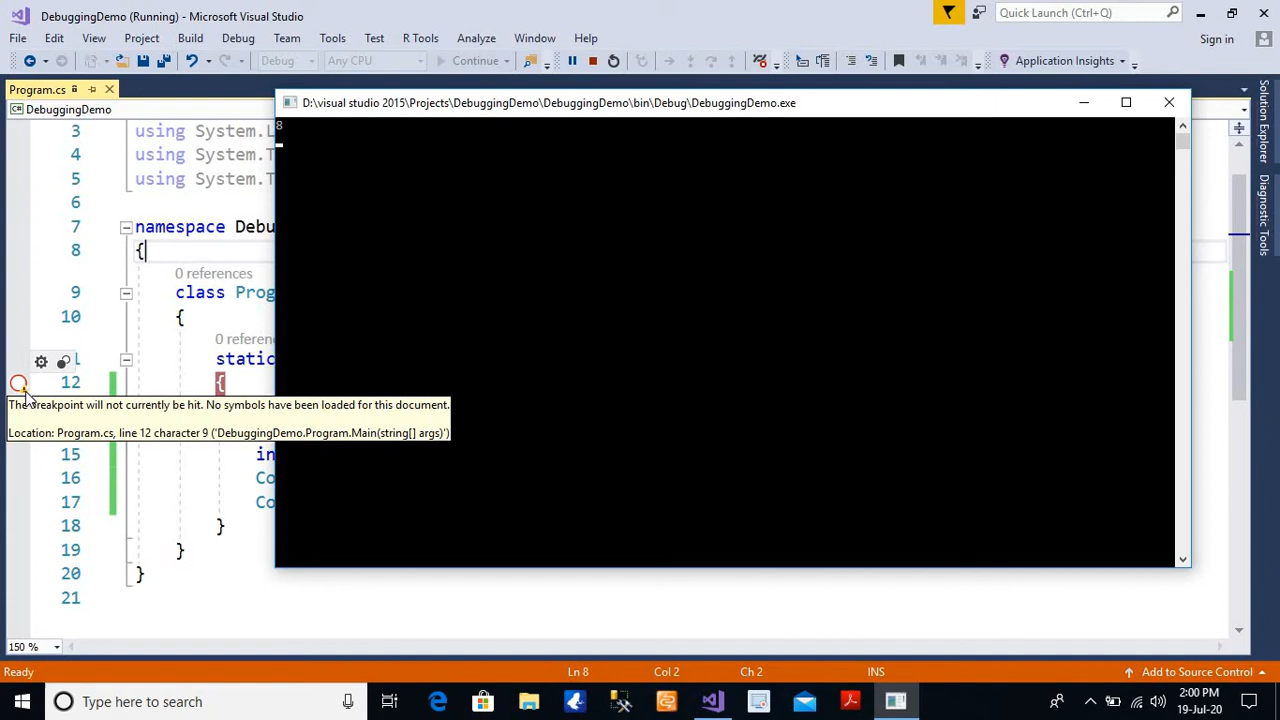 DebuggingDemo (Running) - Microsoft Visual Studio
Quick Launch (Ctrl+Q)
File Edit View Project Build Debug Team Tools Test R Tools Analyze Window Help
Sign in
Debug Any CPU Continue Application Insights
Program.cs
DebuggingDemo
D:\visual studio 2015\Projects\DebuggingDemo\DebuggingDemo\bin\Debug\DebuggingDemo.exe
8
3 using System.L
4 using System.T
5 using System.T
6
7 namespace Debu
8 {
0 references
9 class Prog
10 {
0 referen
static
12 {
The breakpoint will not currently be hit. No symbols have been loaded for this document.
Location: Program.cs, line 12 character 9 ('DebuggingDemo.Program.Main(string[] args)')
15 in
16 Co
17 Co
18 }
19 }
20 }
21
Solution Explorer
Diagnostic Tools
150 %
Ready Ln 8 Col 2 Ch 2 INS Add to Source Control
Type here to search
2:00 PM
19-Jul-20